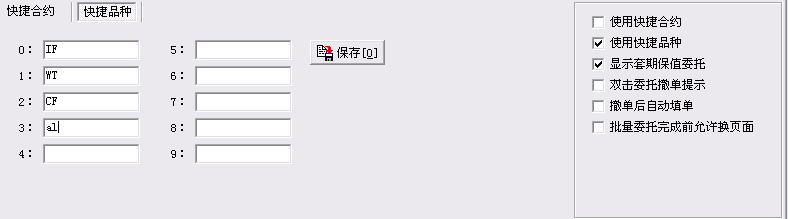 快捷合约 快捷品种
0: IF 5:
1: WT 6:
2: CF 7:
3: al 8:
4: 9:
保存[O]
使用快捷合约
使用快捷品种
显示套期保值委托
双击委托撤单提示
撤单后自动填单
批量委托完成前允许换页面